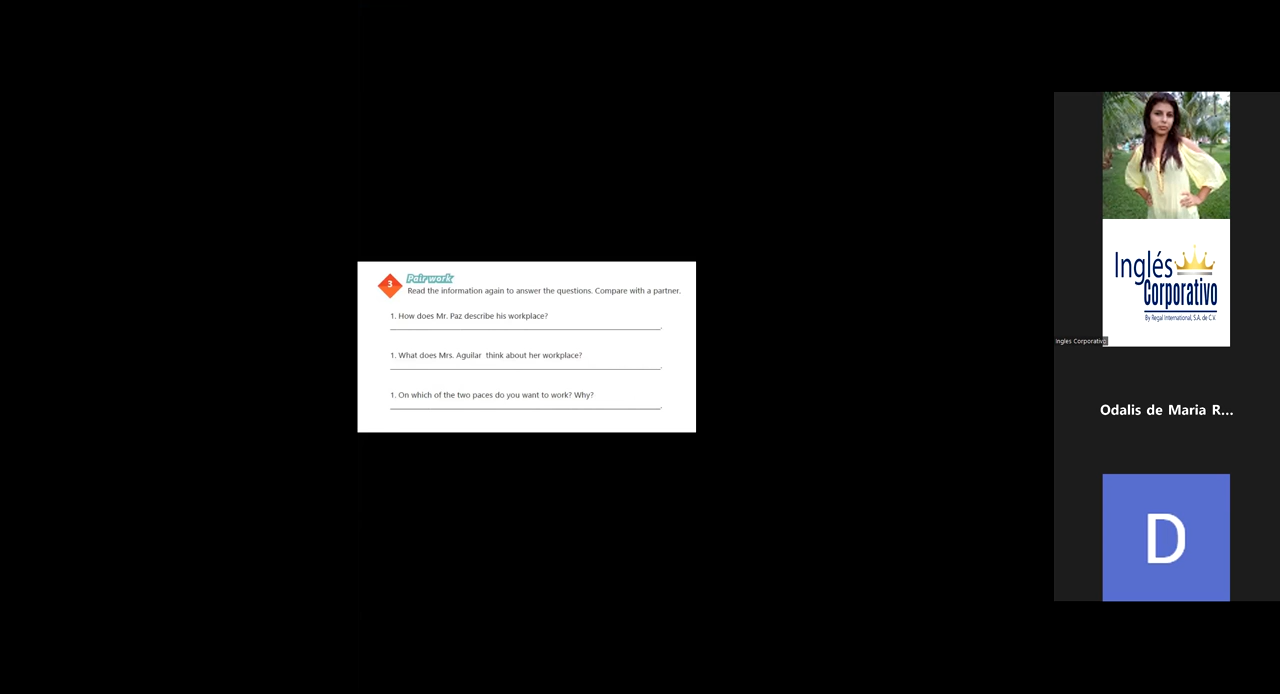 3
Pair work
Read the information again to answer the questions. Compare with a partner.
1. How does Mr. Paz describe his workplace?
1. What does Mrs. Aguilar think about her workplace?
1. On which of the two paces do you want to work? Why?
Inglés
Corporativo
By Regal International, S.A. de C.V.
Ingles Corporativo
Odalis de Maria R...
D